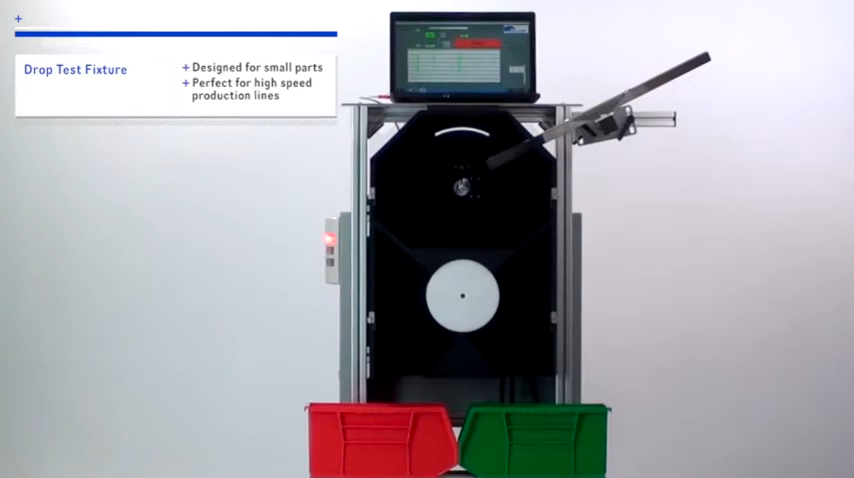 +
Drop Test Fixture
+ Designed for small parts
+ Perfect for high speed
production lines